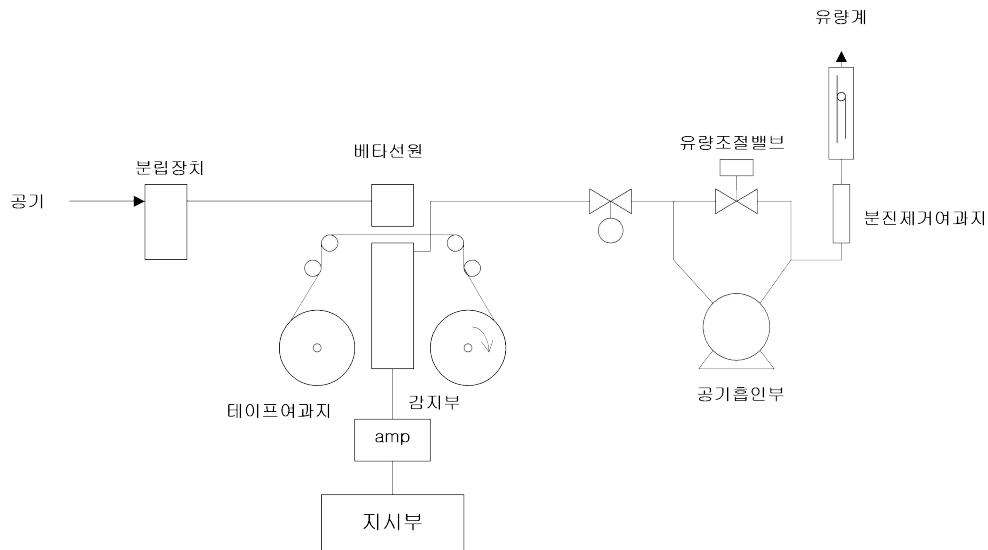 유량계
유량조절밸브
베타선원
분립장치
공기
분진제거여과지
공기흡인부
감지부
테이프여과지
amp
지시부